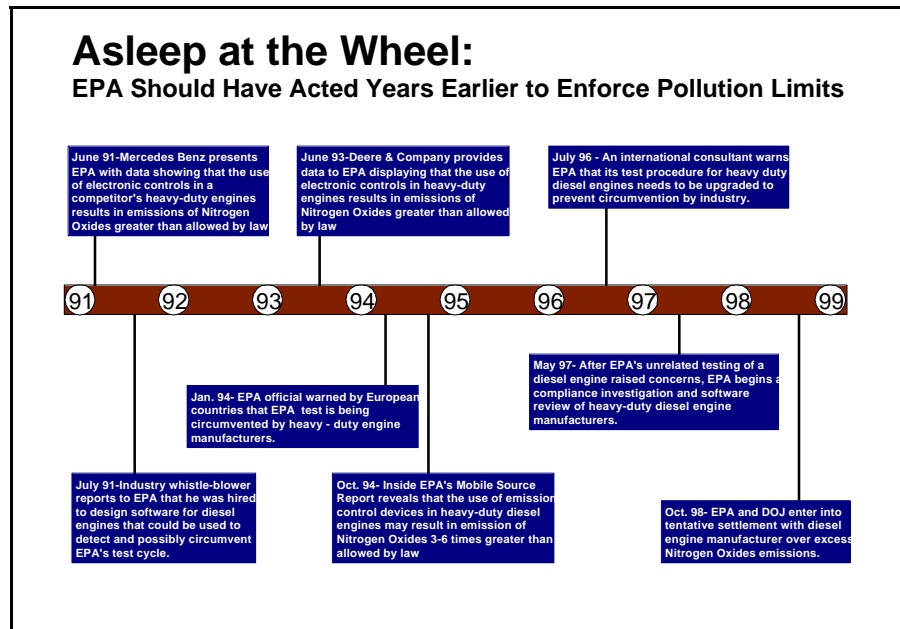 Asleep at the Wheel:
EPA Should Have Acted Years Earlier to Enforce Pollution Limits
June 91-Mercedes Benz presents
EPA with data showing that the use
of electronic controls in a
competitor's heavy-duty engines
results in emissions of Nitrogen
Oxides greater than allowed by law
June 93-Deere & Company provides
data to EPA displaying that the use of
electronic controls in heavy-duty
engines results in emissions of
Nitrogen Oxides greater than allowed
by law
July 96 - An international consultant warns
EPA that its test procedure for heavy duty
diesel engines needs to be upgraded to
prevent circumvention by industry.
91 92 93 94 95 96 97 98 99
Jan. 94- EPA official warned by European
countries that EPA test is being
circumvented by heavy - duty engine
manufacturers.
May 97- After EPA's unrelated testing of a
diesel engine raised concerns, EPA begins a
compliance investigation and software
review of heavy-duty diesel engine
manufacturers.
July 91-Industry whistle-blower
reports to EPA that he was hired
to design software for diesel
engines that could be used to
detect and possibly circumvent
EPA's test cycle.
Oct. 94- Inside EPA's Mobile Source
Report reveals that the use of emission
control devices in heavy-duty diesel
engines may result in emission of
Nitrogen Oxides 3-6 times greater than
allowed by law
Oct. 98- EPA and DOJ enter into
tentative settlement with diesel
engine manufacturer over excess
Nitrogen Oxides emissions.